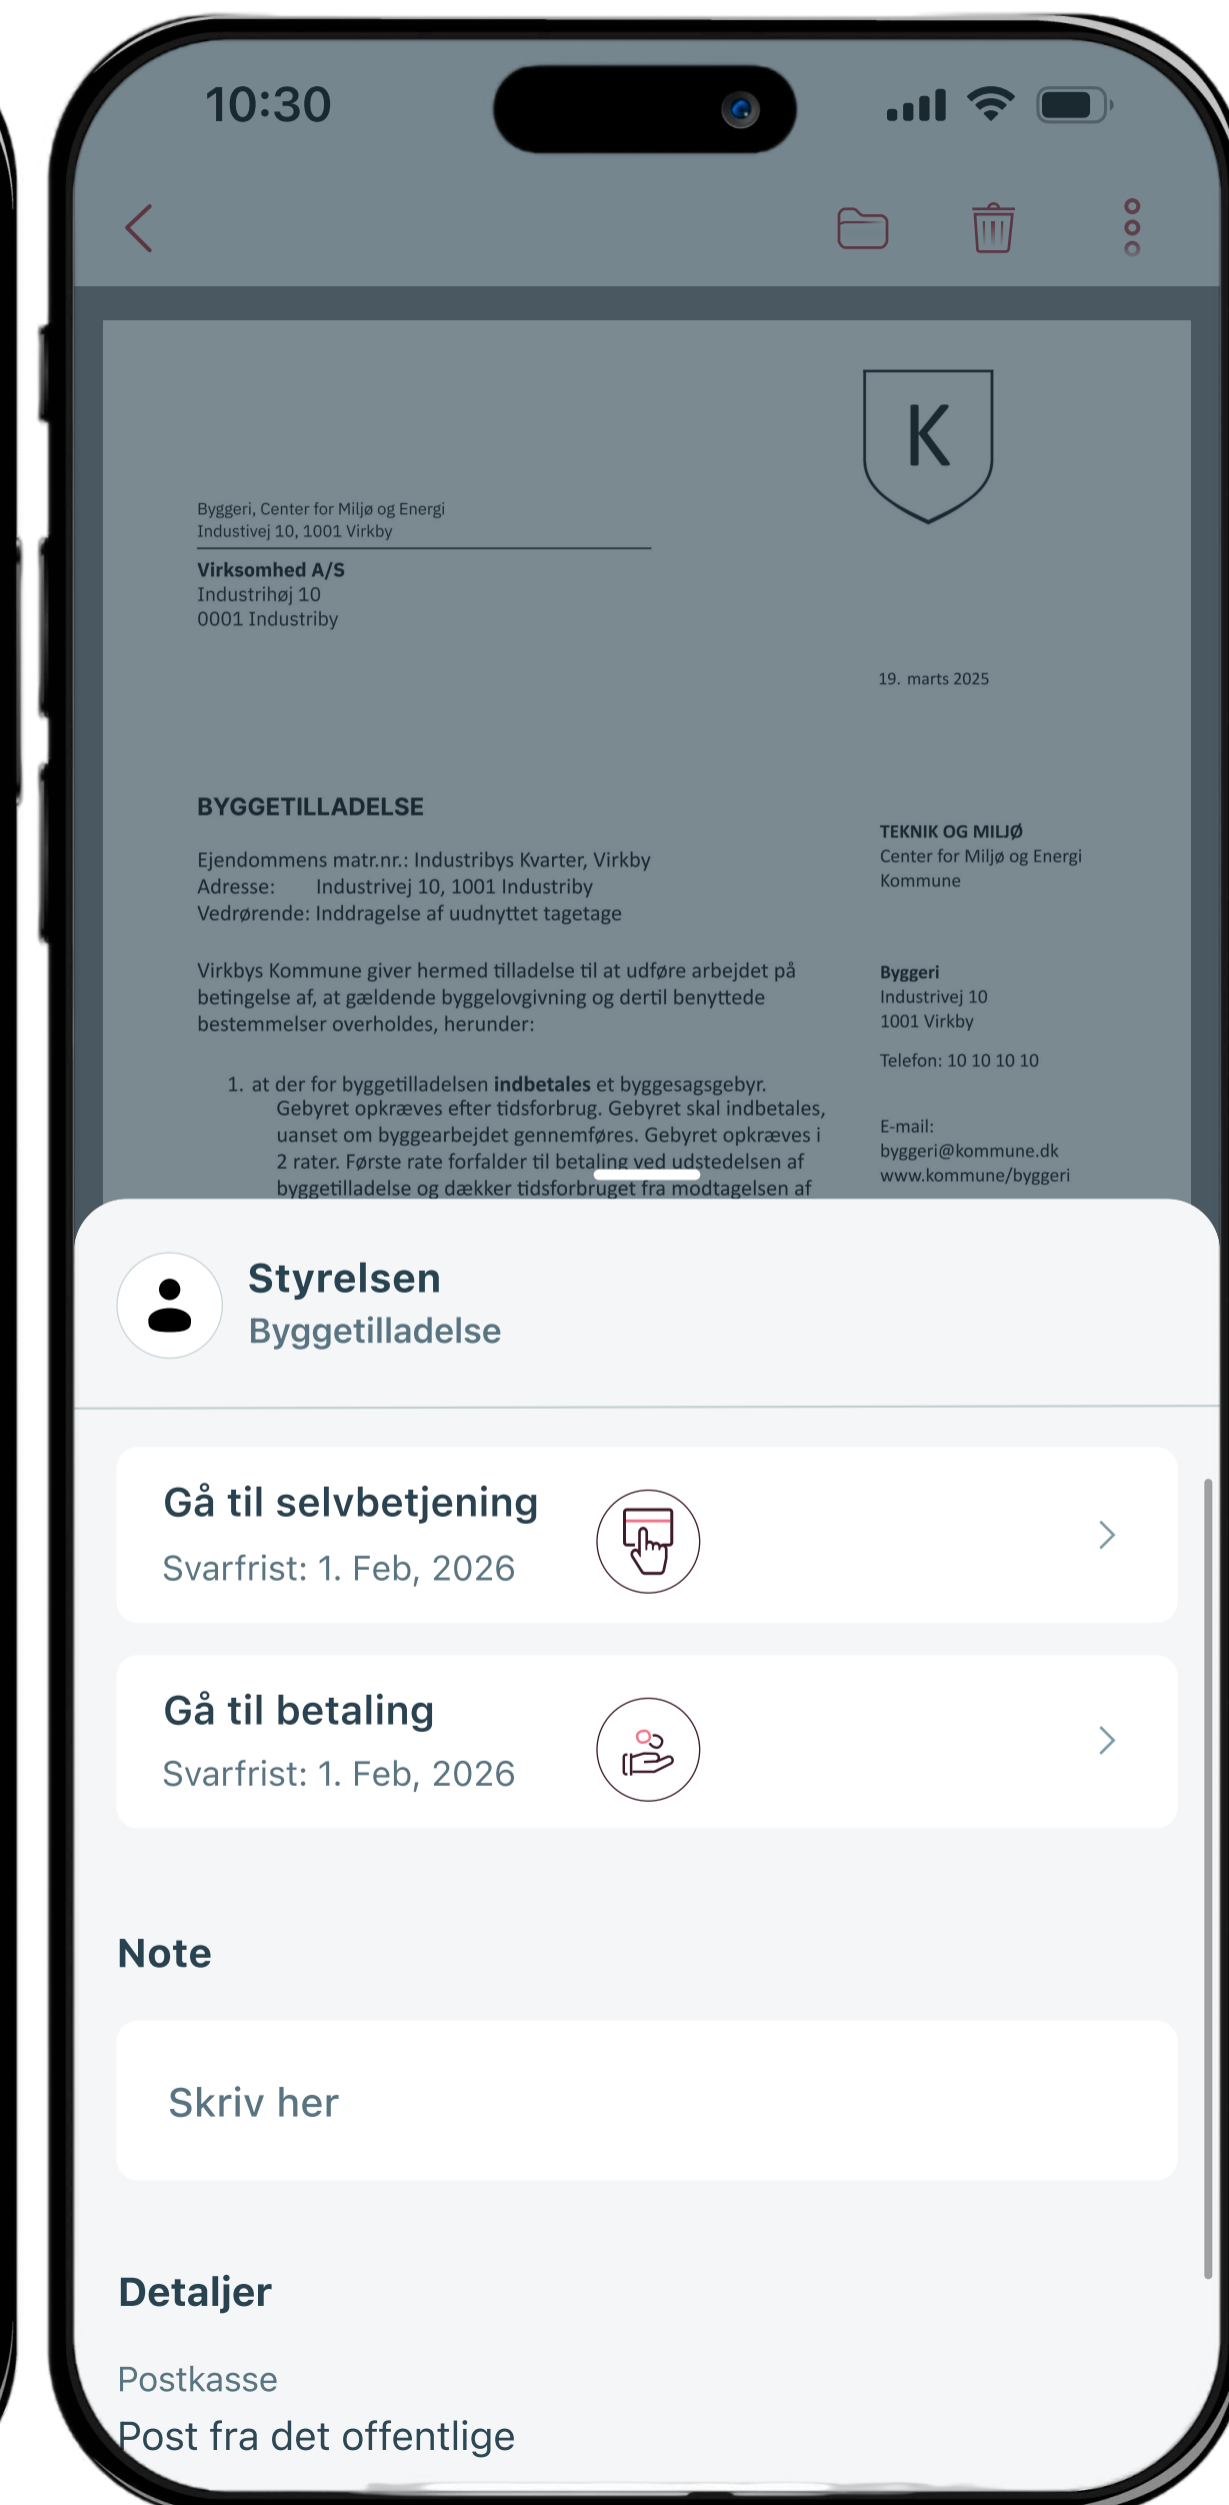 10:30
K
Byggeri, Center for Miljø og Energi
Industivej 10, 1001 Virkby
Virksomhed A/S
Industrihøj 10
0001 Industriby
19. marts 2025
BYGGETILLADELSE
Ejendommens matr.nr.: Industribys Kvarter, Virkby
Adresse: Industrivej 10, 1001 Industriby
Vedrørende: Inddragelse af uudnyttet tagetage
Virkbys Kommune giver hermed tilladelse til at udføre arbejdet på
betingelse af, at gældende byggelovgivning og dertil benyttede
bestemmelser overholdes, herunder:
1. at der for byggetilladelsen indbetales et byggesagsgebyr.
Gebyret opkræves efter tidsforbrug. Gebyret skal indbetales,
uanset om byggearbejdet gennemføres. Gebyret opkræves i
2 rater. Første rate forfalder til betaling ved udstedelsen af
byggetilladelse og dækker tidsforbruget fra modtagelsen af
TEKNIK OG MILJØ
Center for Miljø og Energi
Kommune
Byggeri
Industrivej 10
1001 Virkby
Telefon: 10 10 10 10
E-mail:
byggeri@kommune.dk
www.kommune/byggeri
Styrelsen
Byggetilladelse
Gå til selvbetjening
Svarfrist: 1. Feb, 2026
Gå til betaling
Svarfrist: 1. Feb, 2026
Note
Skriv her
Detaljer
Postkasse
Post fra det offentlige